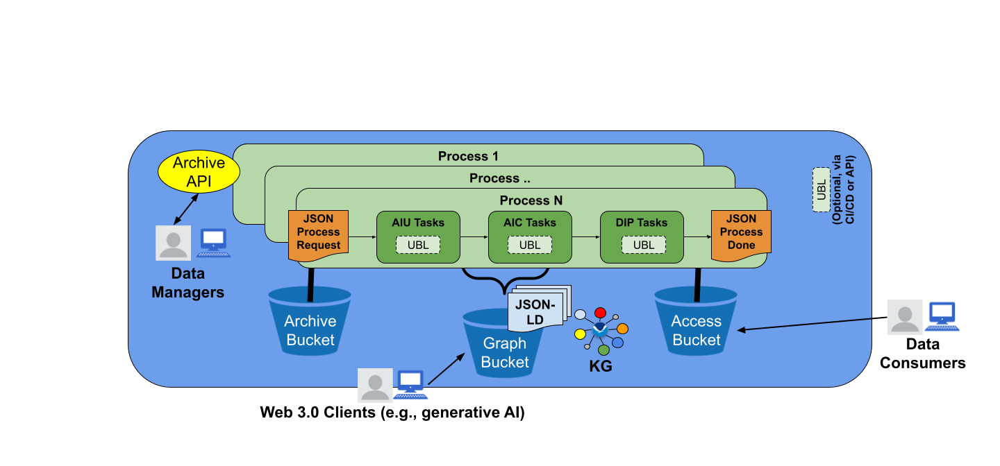 Archive
API
Process 1
Process ..
Process N
JSON
Process
Request
AIU Tasks
UBL
AIC Tasks
UBL
DIP Tasks
UBL
JSON
Process
Done
UBL
(Optional, via
CI/CD or API)
Data
Managers
Archive
Bucket
JSON-
LD
Graph
Bucket
KG
Access
Bucket
Data
Consumers
Web 3.0 Clients (e.g., generative AI)